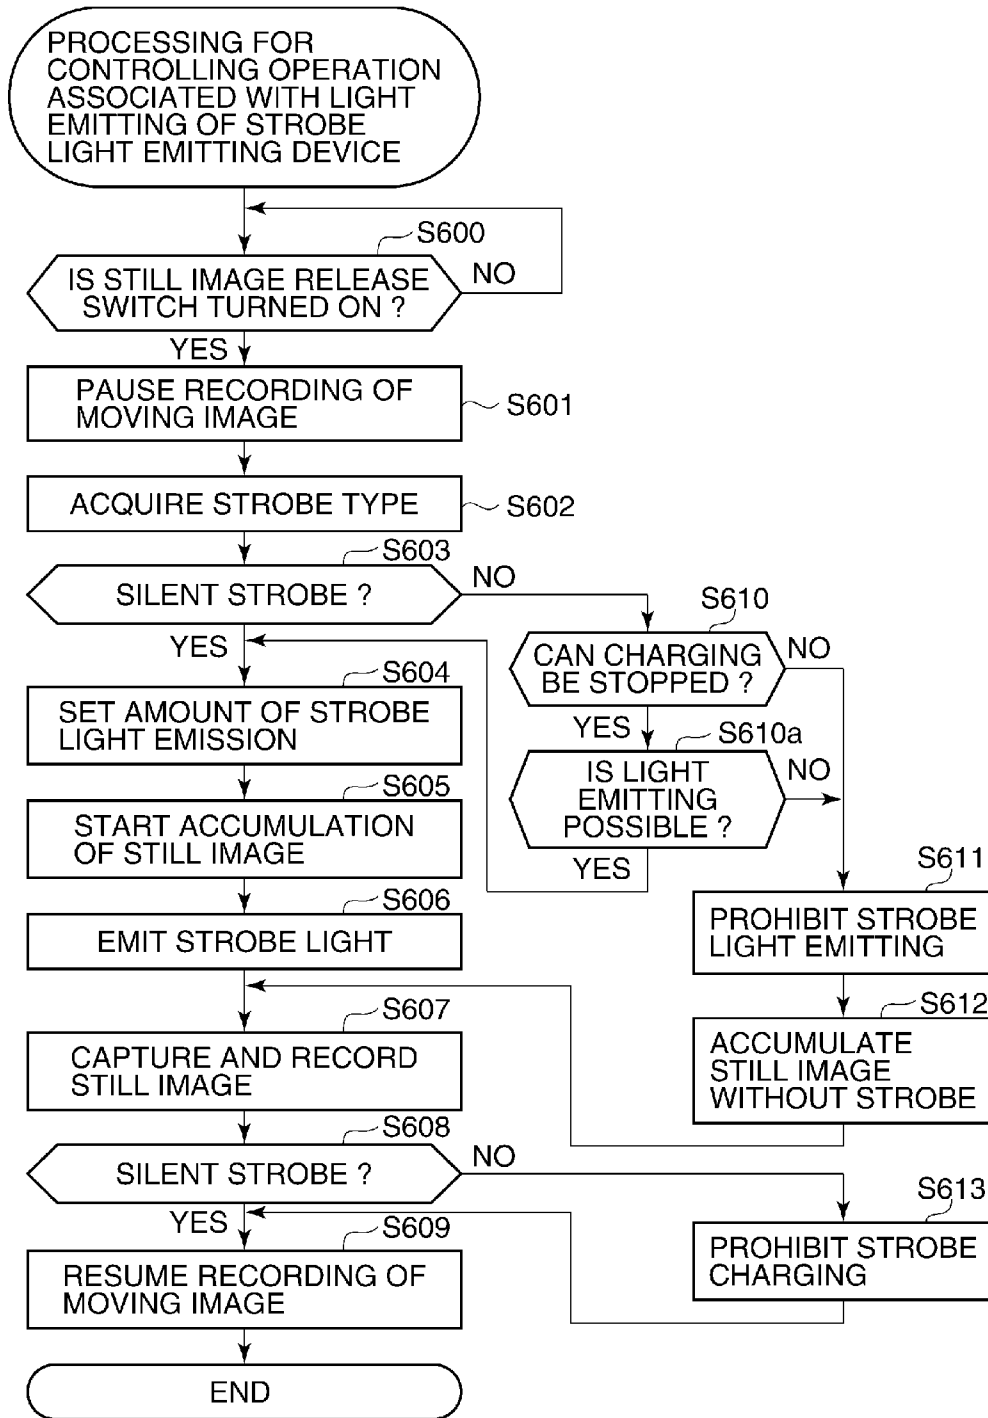 PROCESSING FOR
CONTROLLING OPERATION
ASSOCIATED WITH LIGHT
EMITTING OF STROBE
LIGHT EMITTING DEVICE
S600
IS STILL IMAGE RELEASE
SWITCH TURNED ON ?
NO
YES
PAUSE RECORDING OF
MOVING IMAGE
S601
ACQUIRE STROBE TYPE
S602
S603
SILENT STROBE ?
NO
YES
S610
CAN CHARGING
BE STOPPED ?
NO
YES
S604
SET AMOUNT OF STROBE
LIGHT EMISSION
S610a
IS LIGHT
EMITTING
POSSIBLE ?
NO
YES
S605
START ACCUMULATION
OF STILL IMAGE
S606
EMIT STROBE LIGHT
S611
PROHIBIT STROBE
LIGHT EMITTING
S612
ACCUMULATE
STILL IMAGE
WITHOUT STROBE
S607
CAPTURE AND RECORD
STILL IMAGE
S608
SILENT STROBE ?
NO
YES
S613
PROHIBIT STROBE
CHARGING
S609
RESUME RECORDING OF
MOVING IMAGE
END